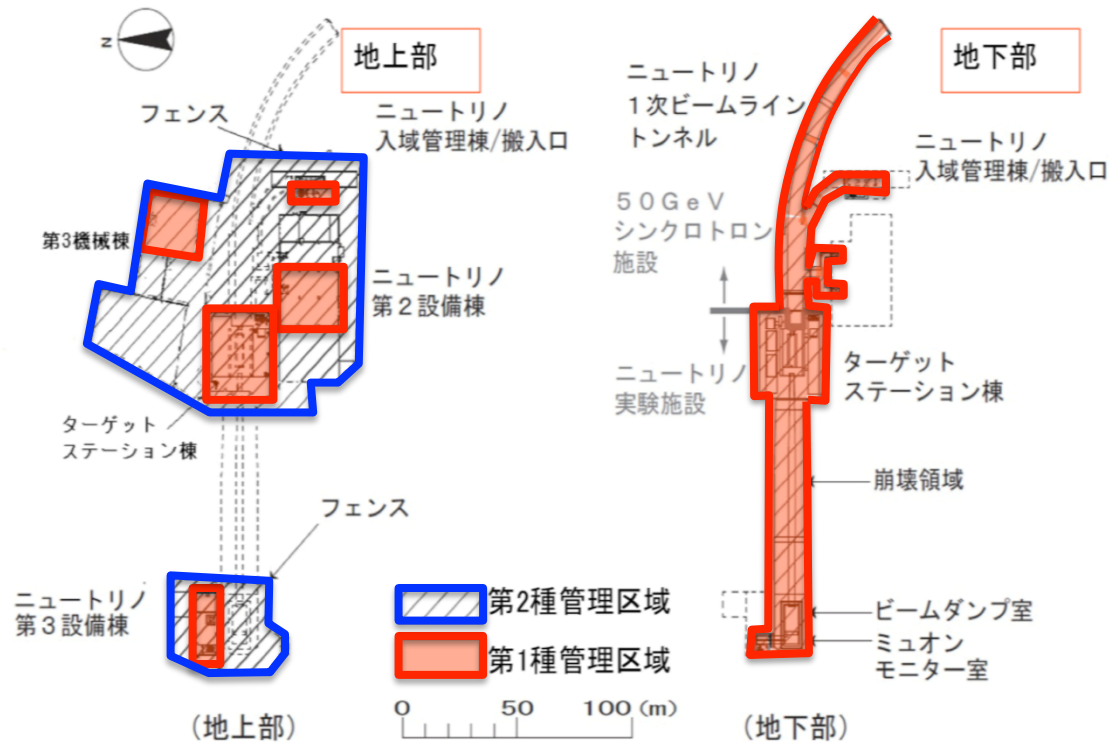 N
地上部
フェンス
ニュートリノ
入域管理棟/搬入口
第3機械棟
ニュートリノ
第２設備棟
ターゲット
ステーション棟
フェンス
ニュートリノ
第３設備棟
第2種管理区域
第1種管理区域
0 50 100 (m)
(地上部)
地下部
ニュートリノ
１次ビームライン
トンネル
ニュートリノ
入域管理棟/搬入口
５０ＧｅＶ
シンクロトロン
施設
ニュートリノ
実験施設
ターゲット
ステーション棟
崩壊領域
ビームダンプ室
ミュオン
モニター室
(地下部)